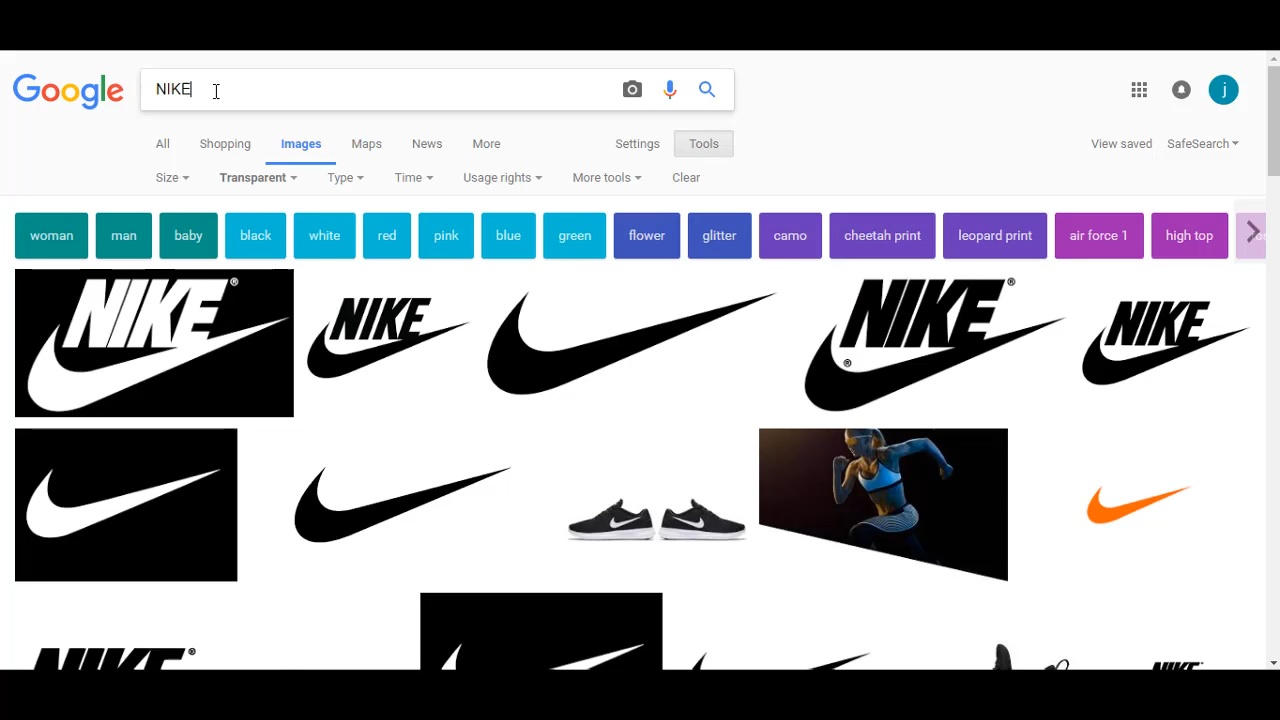 Google
NIKE
j
All Shopping Images Maps News More Settings Tools View saved SafeSearch
Size Transparent Type Time Usage rights More tools Clear
woman man baby black white red pink blue green flower glitter camo cheetah print leopard print air force 1 high top
NIKE® NIKE NIKE® ® NIKE
NIKE® NIKE